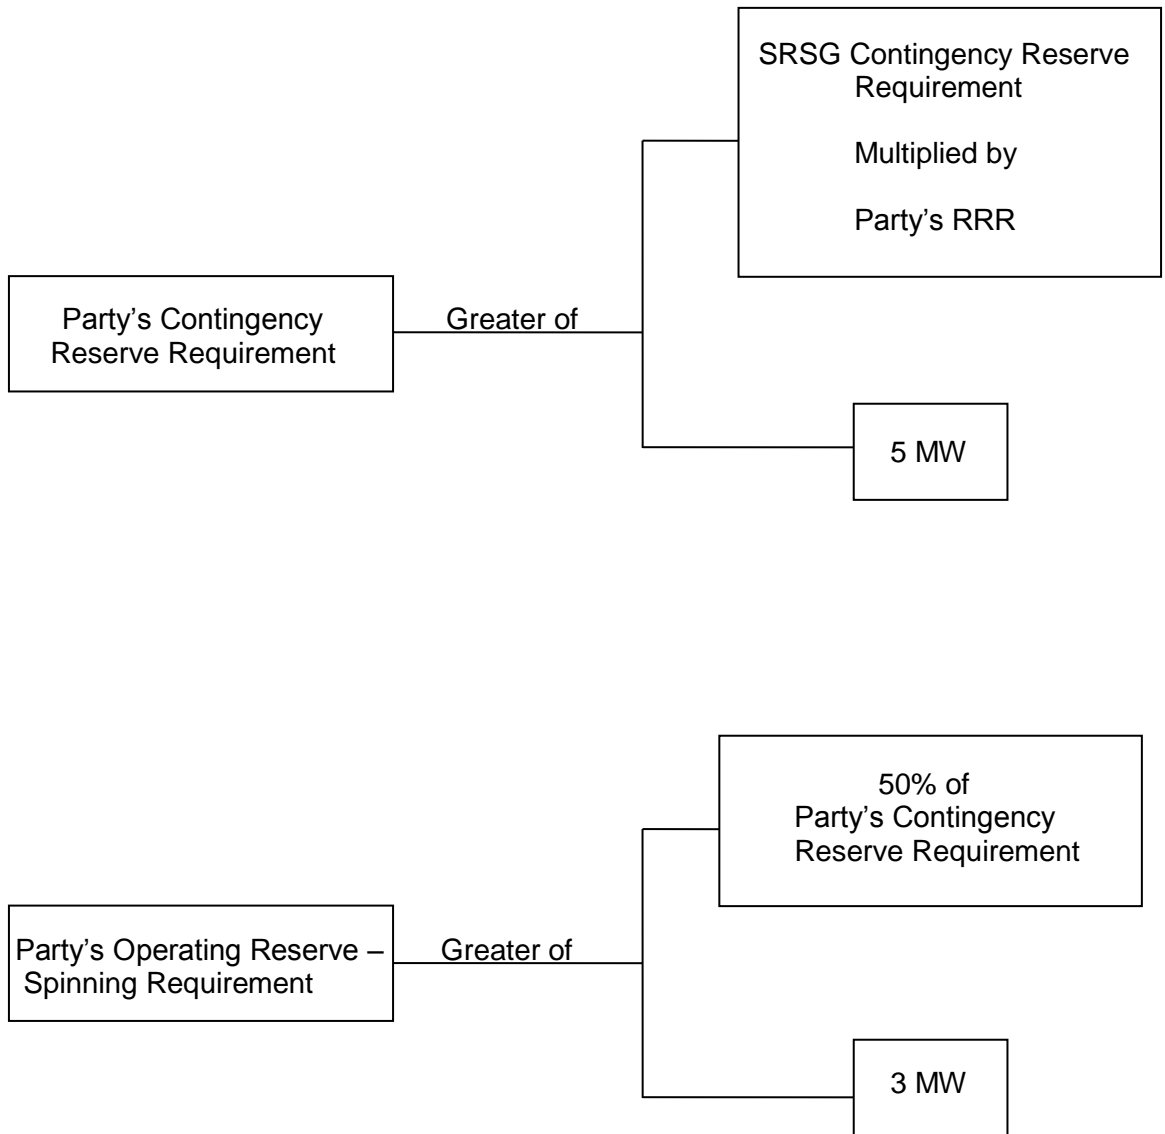 SRSG Contingency Reserve
Requirement
Multiplied by
Party’s RRR
Party’s Contingency
Reserve Requirement
Greater of
5 MW
50% of
Party’s Contingency
Reserve Requirement
Party’s Operating Reserve –
Spinning Requirement
Greater of
3 MW